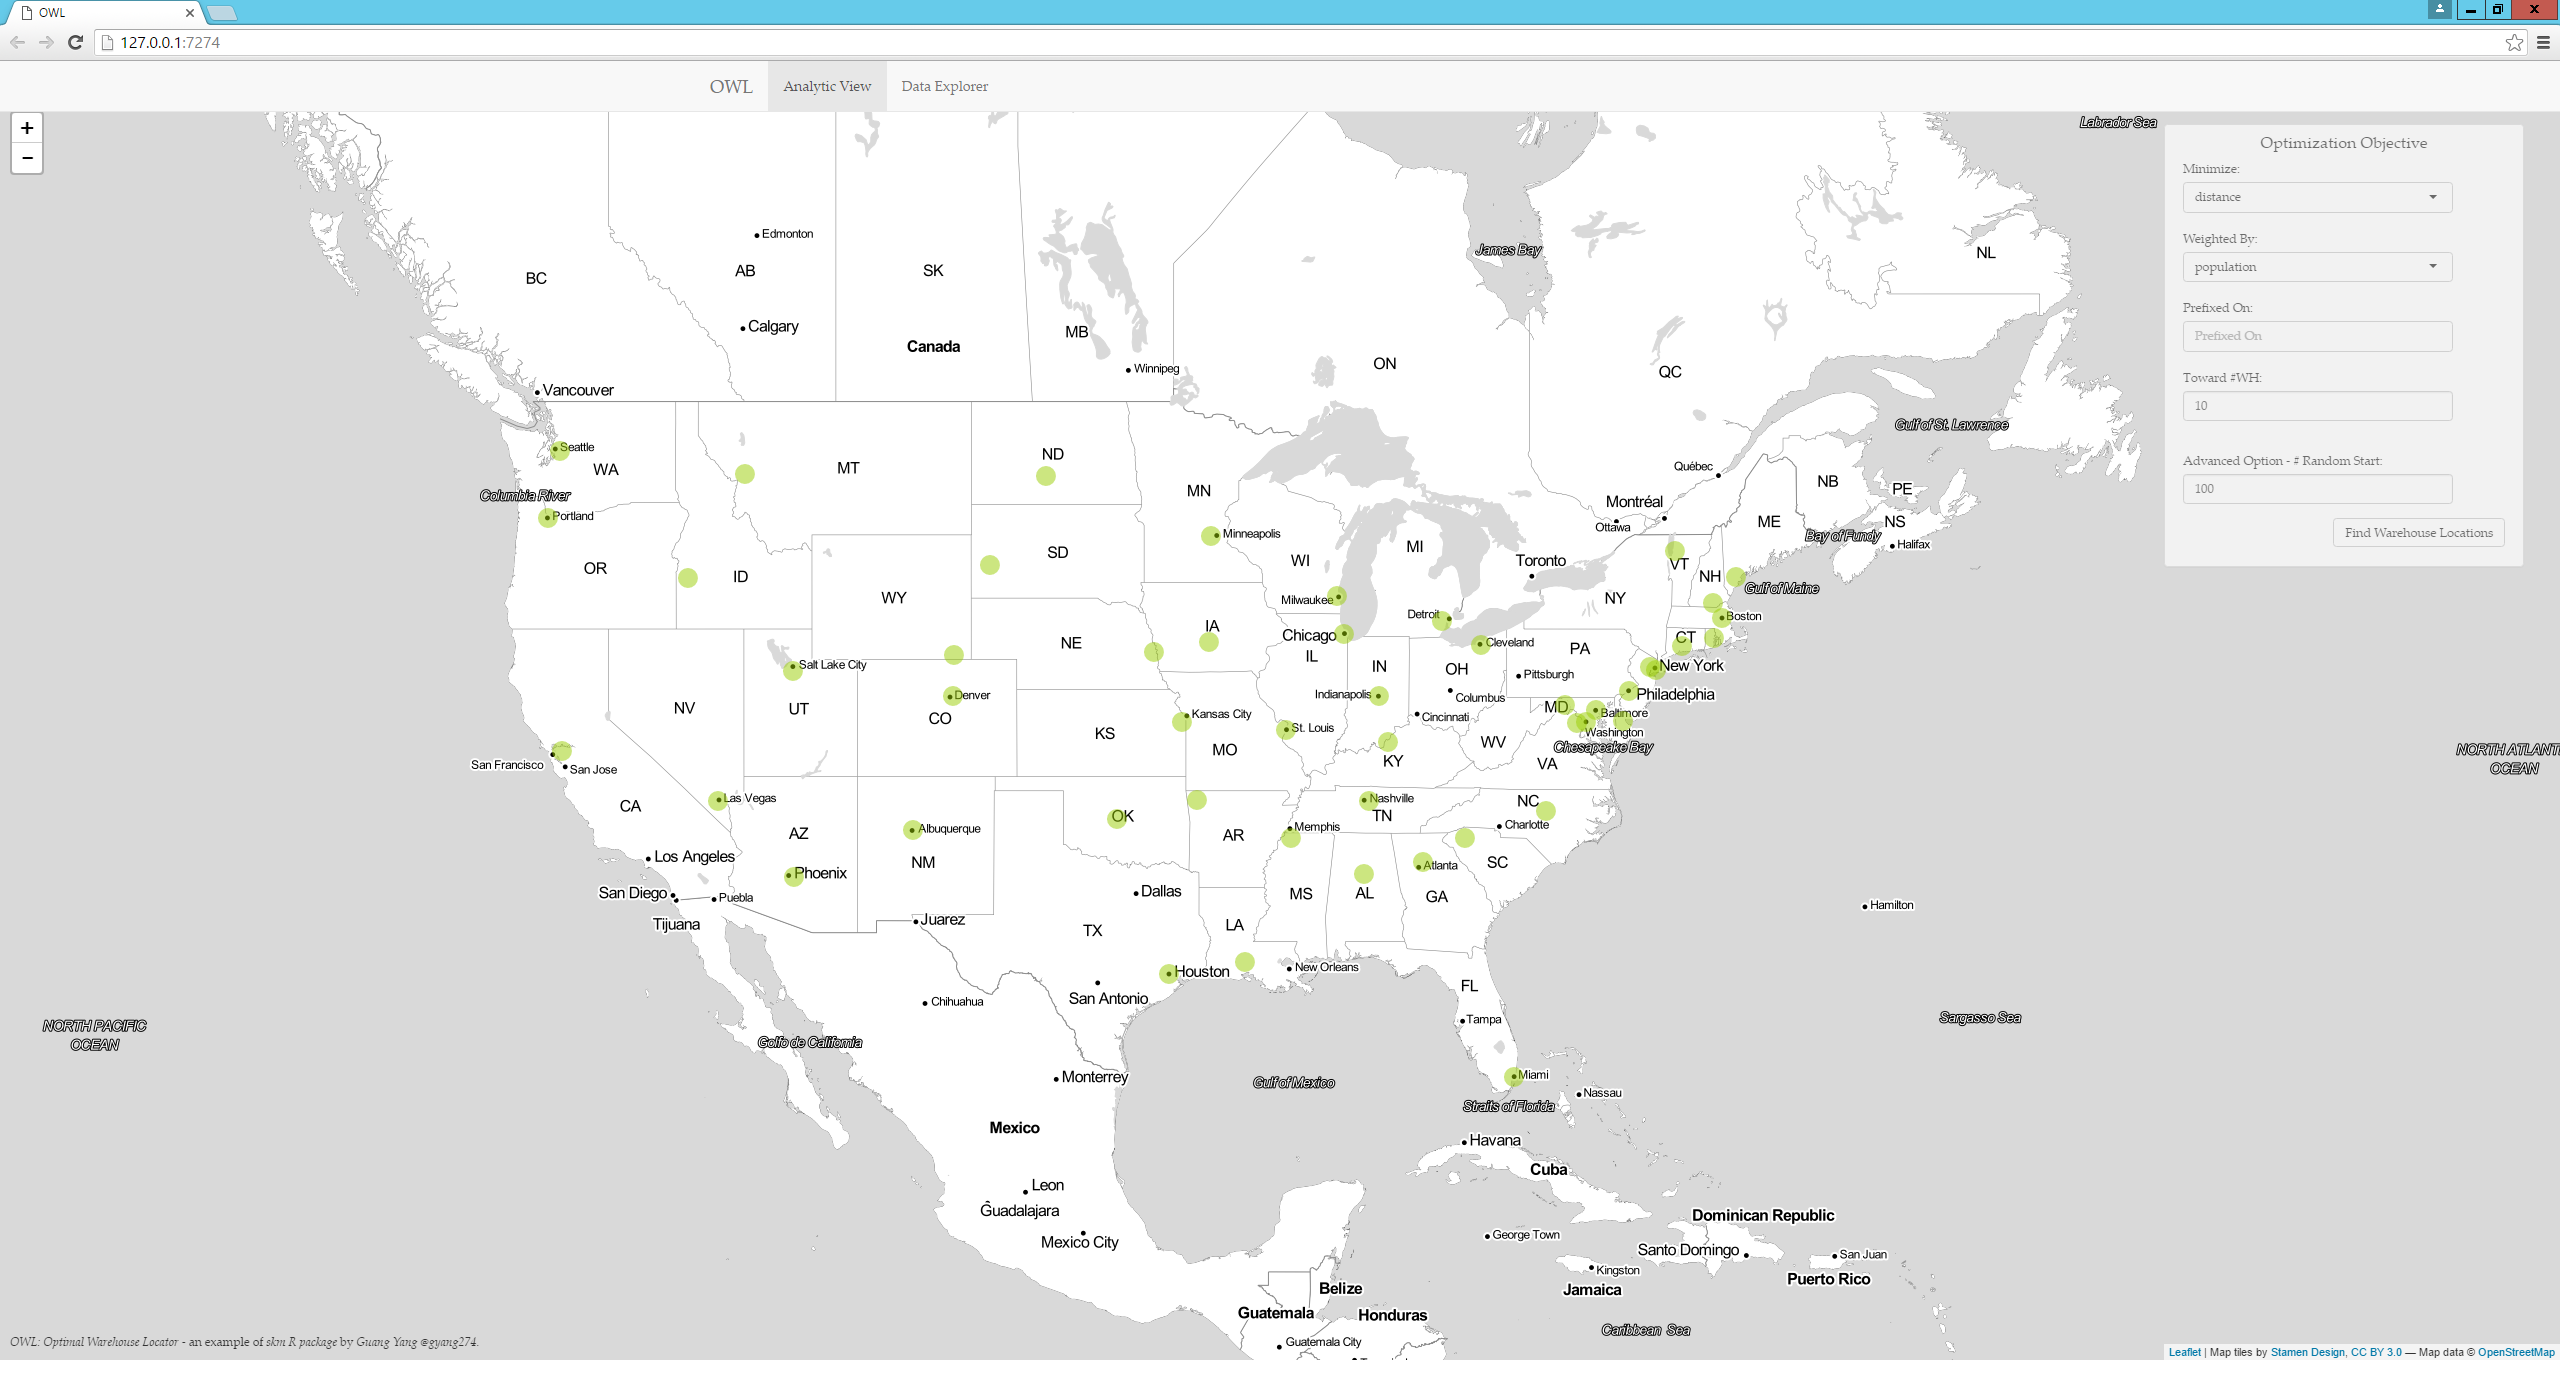 OWL
127.0.0.1:7274
OWL
Analytic View
Data Explorer
+
−
Labrador Sea
Optimization Objective
Minimize:
distance
Weighted By:
population
Prefixed On:
Prefixed On
Toward #WH:
10
Advanced Option - # Random Start:
100
Find Warehouse Locations
Edmonton
AB
BC
SK
Calgary
Canada
MB
Winnipeg
ON
James Bay
QC
NL
Gulf of St. Lawrence
Vancouver
Seattle
WA
Columbia River
Portland
MT
ND
MN
Québec
Montréal
Ottawa
NB
PE
NS
ME
Bay of Fundy
Halifax
Minneapolis
SD
OR
ID
WY
WI
MI
Toronto
VT
NH
Gulf of Maine
NY
Milwaukee
Detroit
Boston
Chicago
IA
NE
IL
IN
Cleveland
CT
PA
OH
Pittsburgh
New York
Salt Lake City
Denver
CO
UT
NV
Indianapolis
Columbus
Philadelphia
MD
Baltimore
Washington
Chesapeake Bay
Kansas City
St. Louis
Cincinnati
KS
MO
WV
KY
VA
San Francisco
San Jose
CA
Las Vegas
AZ
Albuquerque
NM
OK
AR
Nashville
TN
NC
Charlotte
Memphis
Los Angeles
Phoenix
San Diego
Puebla
Tijuana
Juarez
Dallas
TX
LA
MS
AL
Atlanta
GA
SC
NORTH ATLANT
OCEAN
Hamilton
Houston
New Orleans
San Antonio
FL
Tampa
Chihuahua
Sargasso Sea
NORTH PACIFIC
OCEAN
Golfo de California
Monterrey
Gulf of Mexico
Miami
Nassau
Straits of Florida
Mexico
Havana
Cuba
Leon
Guadalajara
Mexico City
Dominican Republic
George Town
Santo Domingo
San Juan
Kingston
Jamaica
Puerto Rico
Belize
Guatemala
Honduras
Guatemala City
Caribbean Sea
OWL: Optimal Warehouse Locator - an example of skm R package by Guang Yang @gyang274.
Leaflet | Map tiles by Stamen Design, CC BY 3.0 — Map data © OpenStreetMap